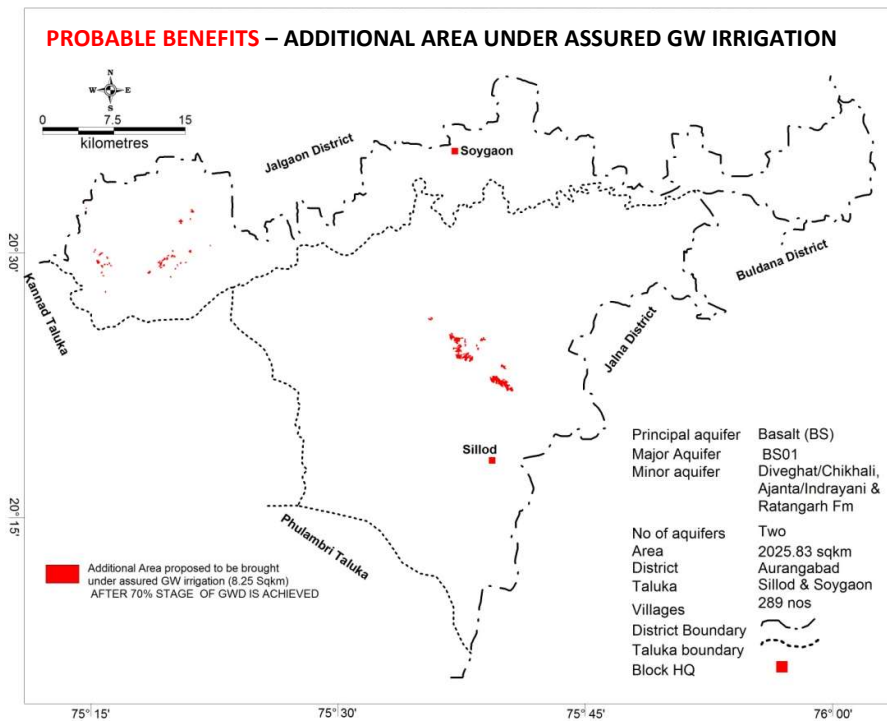 PROBABLE BENEFITS – ADDITIONAL AREA UNDER ASSURED GW IRRIGATION
N
W E
S
0 7.5 15
kilometres
Jalgaon District
Soygaon
20° 30'
Kannad Taluka
Buldana District
Jalna District
Sillod
20° 15'
Phulambri Taluka
Principal aquifer Basalt (BS)
Major Aquifer BS01
Minor aquifer Diveghat/Chikhali,
Ajanta/Indrayani &
Ratangarh Fm
No of aquifers Two
Area 2025.83 sqkm
District Aurangabad
Taluka Sillod & Soygaon
Villages 289 nos
District Boundary
Taluka boundary
Block HQ
Additional Area proposed to be brought
under assured GW irrigation (8.25 Sqkm)
AFTER 70% STAGE OF GWD IS ACHIEVED
75° 15' 75° 30' 75° 45' 76° 00'